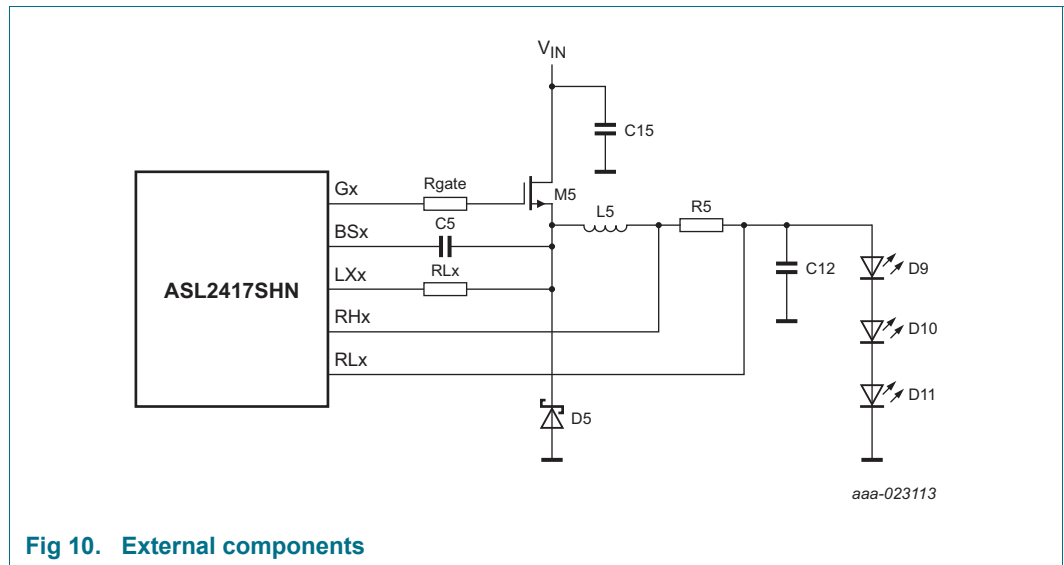 VIN
C15
Gx
Rgate
M5
BSx
C5
L5
R5
LXx
RLx
C12
D9
ASL2417SHN
RHx
D10
RLx
D11
D5
aaa-023113
Fig 10. External components